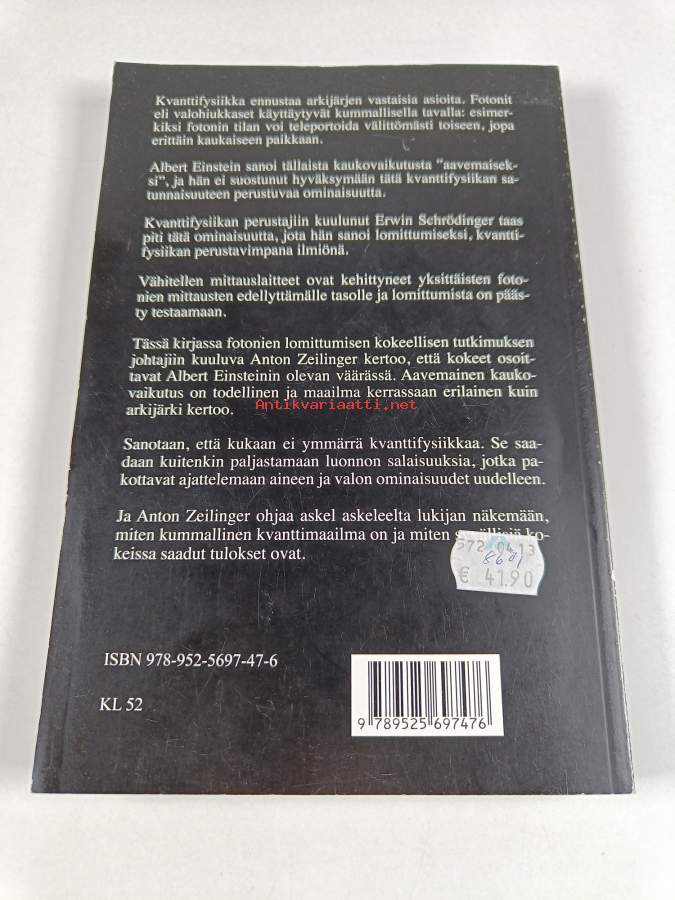 Kvanttifysiikka ennustaa arkijärjen vastaisia asioita. Fotonit
eli valohiukkaset käyttäytyvät kummallisella tavalla: esimer-
kiksi fotonin tilan voi teleportoida välittömästi toiseen, jopa
erittäin kaukaiseen paikkaan.
Albert Einstein sanoi tällaista kaukovaikutusta "aavemaisek-
si", ja hän ei suostunut hyväksymään tätä kvanttifysiikan sa-
tunnaisuuteen perustuvaa ominaisuutta.
Kvanttifysiikan perustajiin kuulunut Erwin Schrödinger taas
piti tätä ominaisuutta, jota hän sanoi lomittumiseksi, kvantti-
fysiikan perustavimpana ilmiönä.
Vähitellen mittauslaitteet ovat kehittyneet yksittäisten foto-
nien mittausten edellyttämälle tasolle ja lomittumista on pääs-
ty testaamaan.
Tässä kirjassa fotonien lomittumisen kokeellisen tutkimuksen
johtajiin kuuluva Anton Zeilinger kertoo, että kokeet osoit-
tavat Albert Einsteinin olevan väärässä. Aavemainen kauko-
vaikutus on todellinen ja maailma kerrassaan erilainen kuin
arkijärki kertoo.
Antikvariaatti.net
Sanotaan, että kukaan ei ymmärrä kvanttifysiikkaa. Se saa-
daan kuitenkin paljastamaan luonnon salaisuuksia, jotka pa-
kottavat ajattelemaan aineen ja valon ominaisuudet uudelleen.
Ja Anton Zeilinger ohjaa askel askeleelta lukijan näkemään,
miten kummallinen kvanttimaailma on ja miten ko-
keissa saadut tulokset ovat.
572 0413
€ 41.90
ISBN 978-952-5697-47-6
KL 52
9 789525 697476